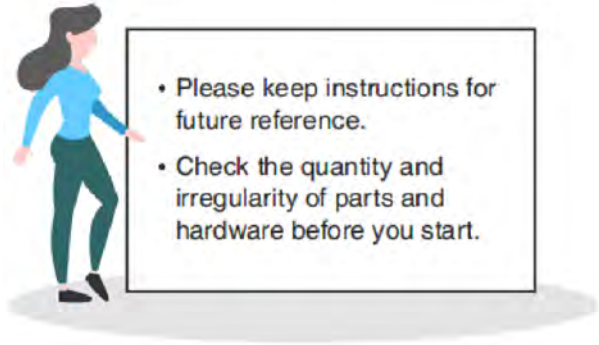 • Please keep instructions for
future reference.
• Check the quantity and
irregularity of parts and
hardware before you start.